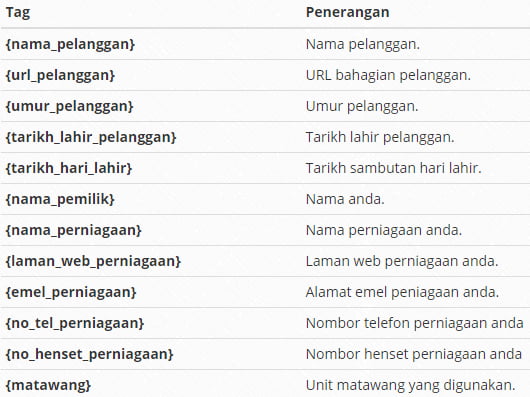 Tag Penerangan
{nama_pelanggan} Nama pelanggan.
{url_pelanggan} URL bahagian pelanggan.
{umur_pelanggan} Umur pelanggan.
{tarikh_lahir_pelanggan} Tarikh lahir pelanggan.
{tarikh_hari_lahir} Tarikh sambutan hari lahir.
{nama_pemilik} Nama anda.
{nama_perniagaan} Nama perniagaan anda.
{laman_web_perniagaan} Laman web perniagaan anda.
{emel_perniagaan} Alamat emel peniagaan anda.
{no_tel_perniagaan} Nombor telefon perniagaan anda
{no_henset_perniagaan} Nombor henset perniagaan anda
{matawang} Unit matawang yang digunakan.